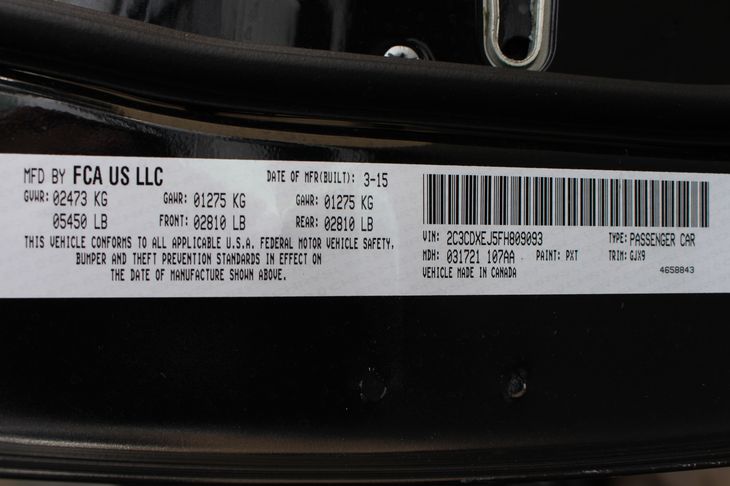 MFD BY FCA US LLC DATE OF MFR(BUILT): 3-15
GVWR: 02473 KG GAWR: 01275 KG GAWR: 01275 KG
05450 LB FRONT: 02810 LB REAR: 02810 LB
THIS VEHICLE CONFORMS TO ALL APPLICABLE U.S.A. FEDERAL MOTOR VEHICLE SAFETY,
BUMPER AND THEFT PREVENTION STANDARDS IN EFFECT ON
THE DATE OF MANUFACTURE SHOWN ABOVE.
VIN: 2C3CDXEJ5FH809093 TYPE: PASSENGER CAR
MDH: 031721 107AA PAINT: PXT TRIM: GJX9
VEHICLE MADE IN CANADA 4658843